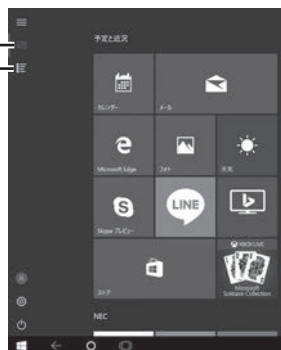 予定と近況
カレンダー
メール
Microsoft Edge
フォト
天気
Skype プレビュー
LINE
ストア
XBOX LIVE
Microsoft
Solitaire Collection
NEC